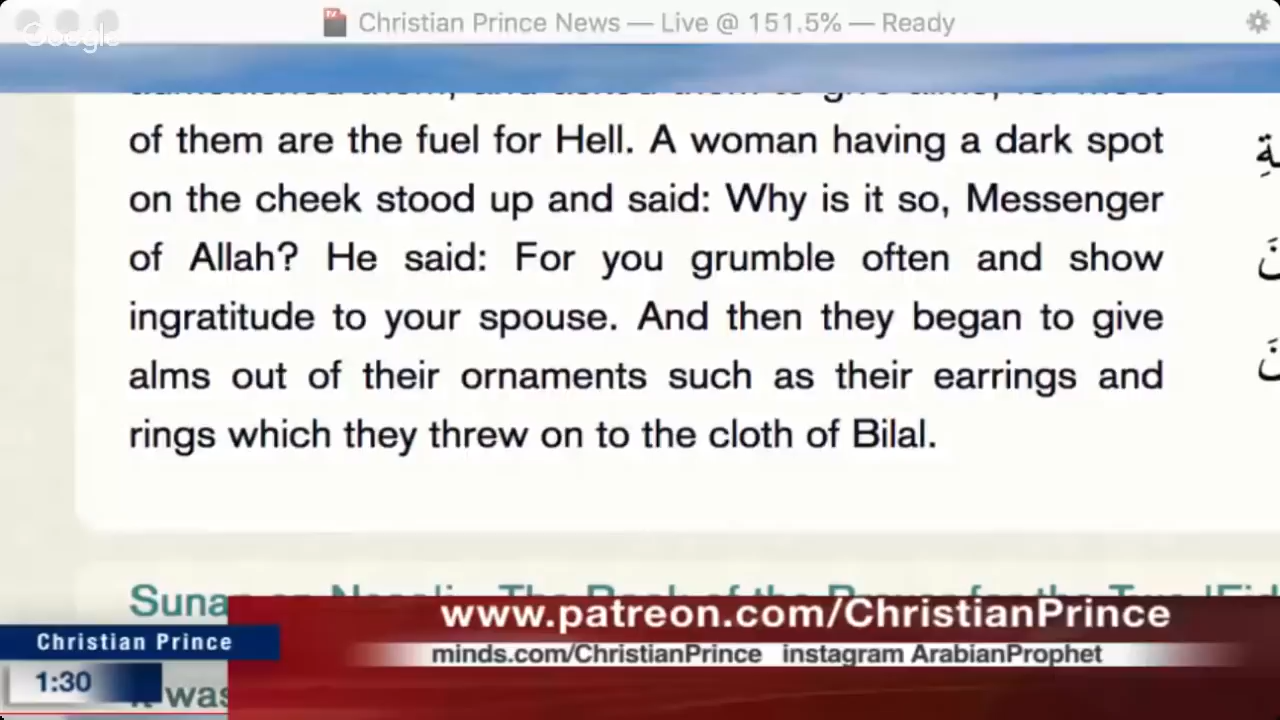 Christian Prince News — Live @ 151.5% — Ready
Google
of them are the fuel for Hell. A woman having a dark spot
on the cheek stood up and said: Why is it so, Messenger
of Allah? He said: For you grumble often and show
ingratitude to your spouse. And then they began to give
alms out of their ornaments such as their earrings and
rings which they threw on to the cloth of Bilal.
www.patreon.com/ChristianPrince
Christian Prince
minds.com/ChristianPrince instagram ArabianProphet
1:30